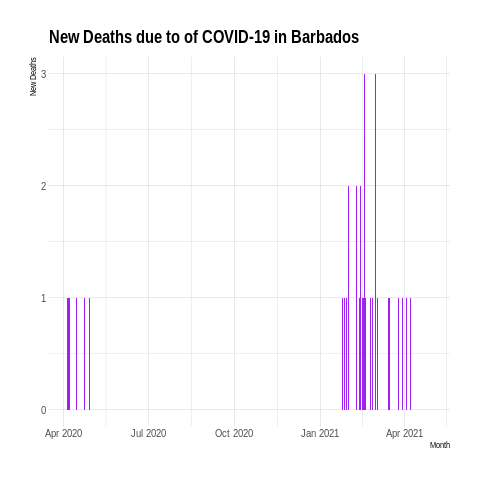 New Deaths due to of COVID-19 in Barbados
New Deaths
3
2
1
0
Apr 2020 Jul 2020 Oct 2020 Jan 2021 Apr 2021
Month